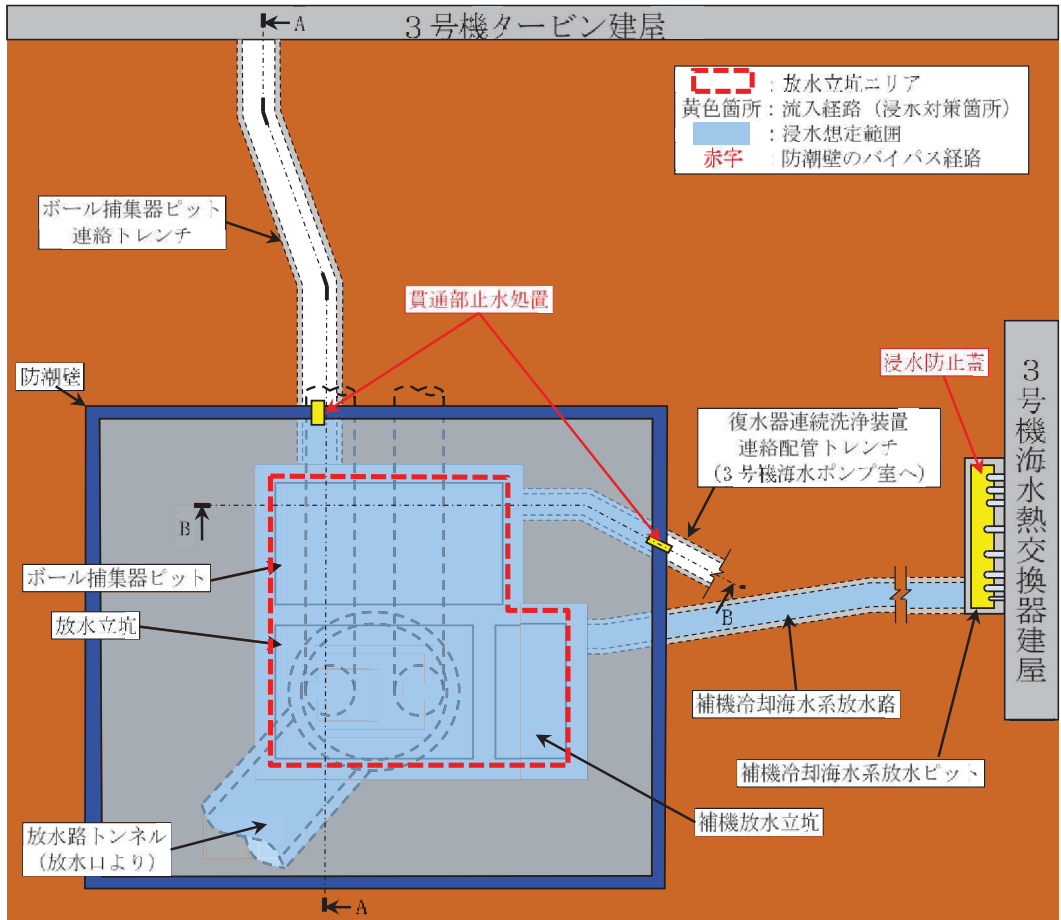 A
3号機タービン建屋
：放水立坑エリア
黄色箇所：流入経路（浸水対策箇所）
：浸水想定範囲
赤字：防潮壁のバイパス経路
ボール捕集器ピット
連絡トレンチ
貫通部止水処置
浸水防止蓋
防潮壁
復水器連続洗浄装置
連絡配管トレンチ
(3号機海水ポンプ室へ)
3号機海水熱交換器建屋
B
ボール捕集器ピット
B
放水立坑
補機冷却海水系放水路
補機冷却海水系放水ピット
補機放水立坑
放水路トンネル
(放水口より)
A